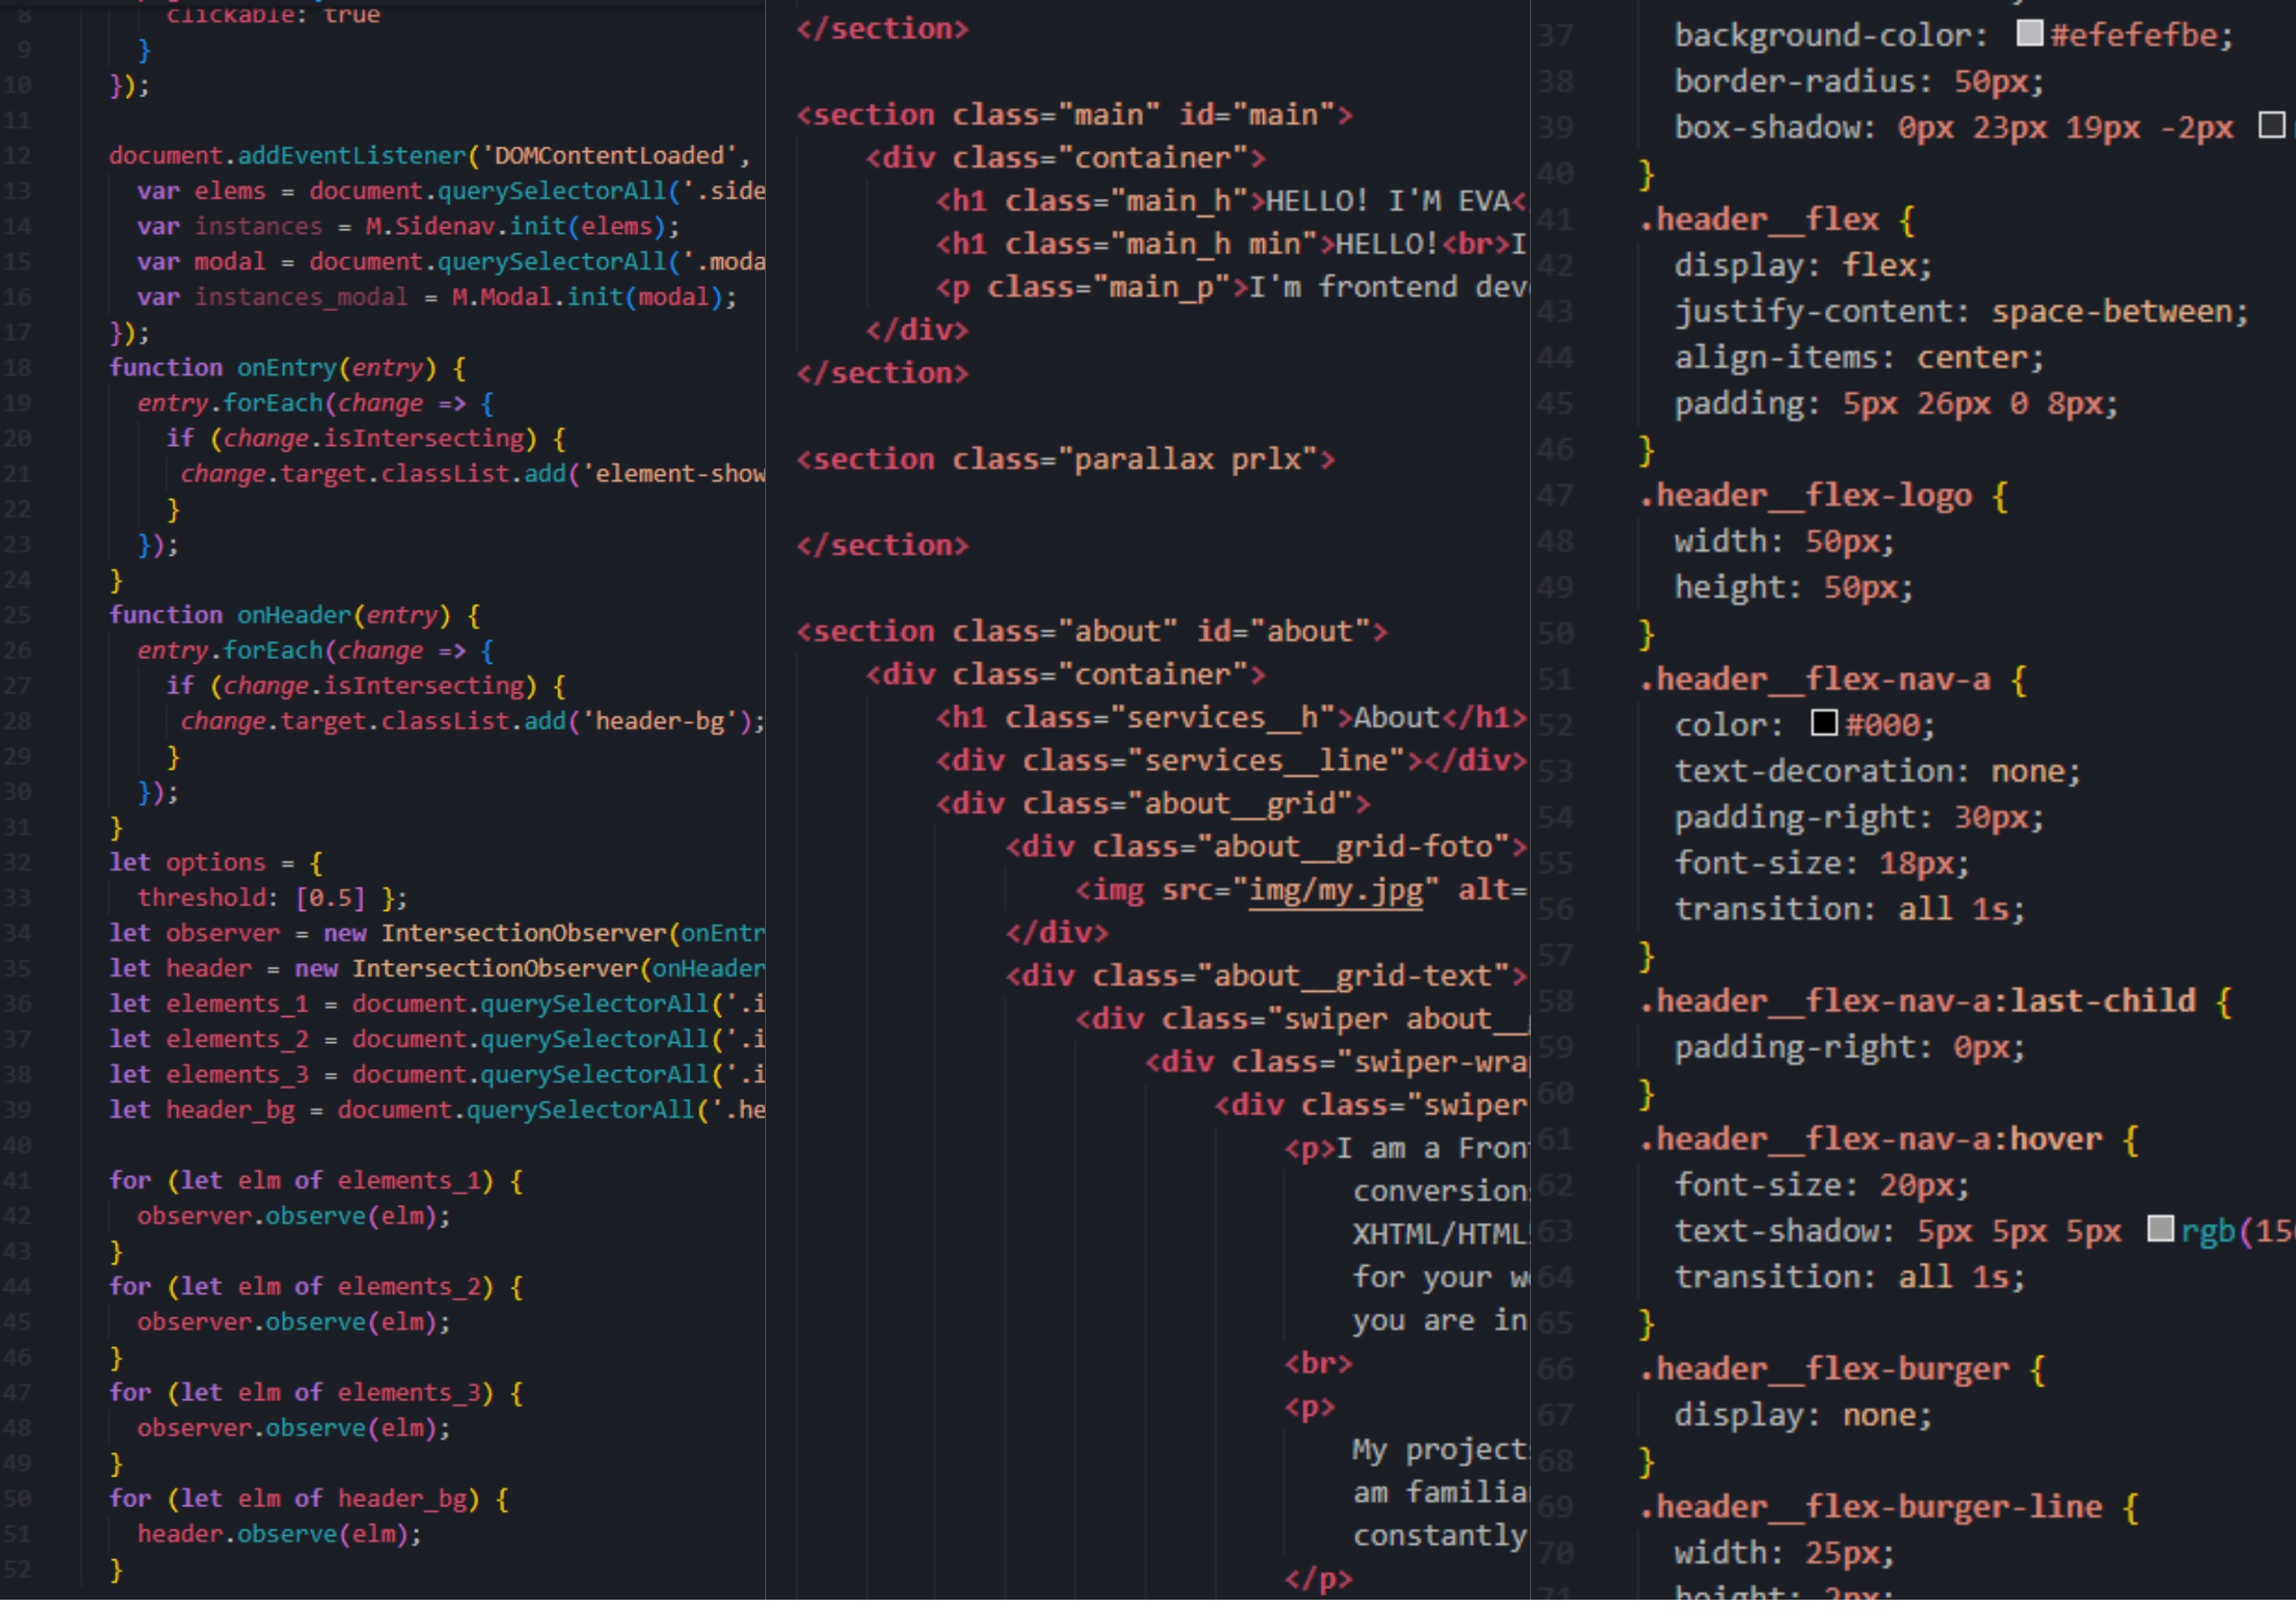 8 clickable: true
9 }
10 });
11
12 document.addEventListener('DOMContentLoaded',
13 var elems = document.querySelectorAll('.side
14 var instances = M.Sidenav.init(elems);
15 var modal = document.querySelectorAll('.moda
16 var instances_modal = M.Modal.init(modal);
17 });
18 function onEntry(entry) {
19 entry.forEach(change => {
20 if (change.isIntersecting) {
21 change.target.classList.add('element-show
22 }
23 });
24 }
25 function onHeader(entry) {
26 entry.forEach(change => {
27 if (change.isIntersecting) {
28 change.target.classList.add('header-bg');
29 }
30 });
31 }
32 let options = {
33 threshold: [0.5] };
34 let observer = new IntersectionObserver(onEntr
35 let header = new IntersectionObserver(onHeader
36 let elements_1 = document.querySelectorAll('.i
37 let elements_2 = document.querySelectorAll('.i
38 let elements_3 = document.querySelectorAll('.i
39 let header_bg = document.querySelectorAll('.he
40
41 for (let elm of elements_1) {
42 observer.observe(elm);
43 }
44 for (let elm of elements_2) {
45 observer.observe(elm);
46 }
47 for (let elm of elements_3) {
48 observer.observe(elm);
49 }
50 for (let elm of header_bg) {
51 header.observe(elm);
52 }
</section>
<section class="main" id="main">
<div class="container">
<h1 class="main_h">HELLO! I'M EVA<
<h1 class="main_h min">HELLO!<br>I
<p class="main_p">I'm frontend dev
</div>
</section>
<section class="parallax prlx">
</section>
<section class="about" id="about">
<div class="container">
<h1 class="services__h">About</h1>
<div class="services__line"></div>
<div class="about__grid">
<div class="about__grid-foto">
<img src="img/my.jpg" alt=
</div>
<div class="about__grid-text">
<div class="swiper about__
<div class="swiper-wra
<div class="swiper
<p>I am a Fron
conversion
XHTML/HTML
for your w
you are in
<br>
<p>
My project
am familia
constantly
</p>
37 background-color: #efefefbe;
38 border-radius: 50px;
39 box-shadow: 0px 23px 19px -2px
40 }
41 .header__flex {
42 display: flex;
43 justify-content: space-between;
44 align-items: center;
45 padding: 5px 26px 0 8px;
46 }
47 .header__flex-logo {
48 width: 50px;
49 height: 50px;
50 }
51 .header__flex-nav-a {
52 color: #000;
53 text-decoration: none;
54 padding-right: 30px;
55 font-size: 18px;
56 transition: all 1s;
57 }
58 .header__flex-nav-a:last-child {
59 padding-right: 0px;
60 }
61 .header__flex-nav-a:hover {
62 font-size: 20px;
63 text-shadow: 5px 5px 5px rgb(15
64 transition: all 1s;
65 }
66 .header__flex-burger {
67 display: none;
68 }
69 .header__flex-burger-line {
70 width: 25px;
71 height: 2px;